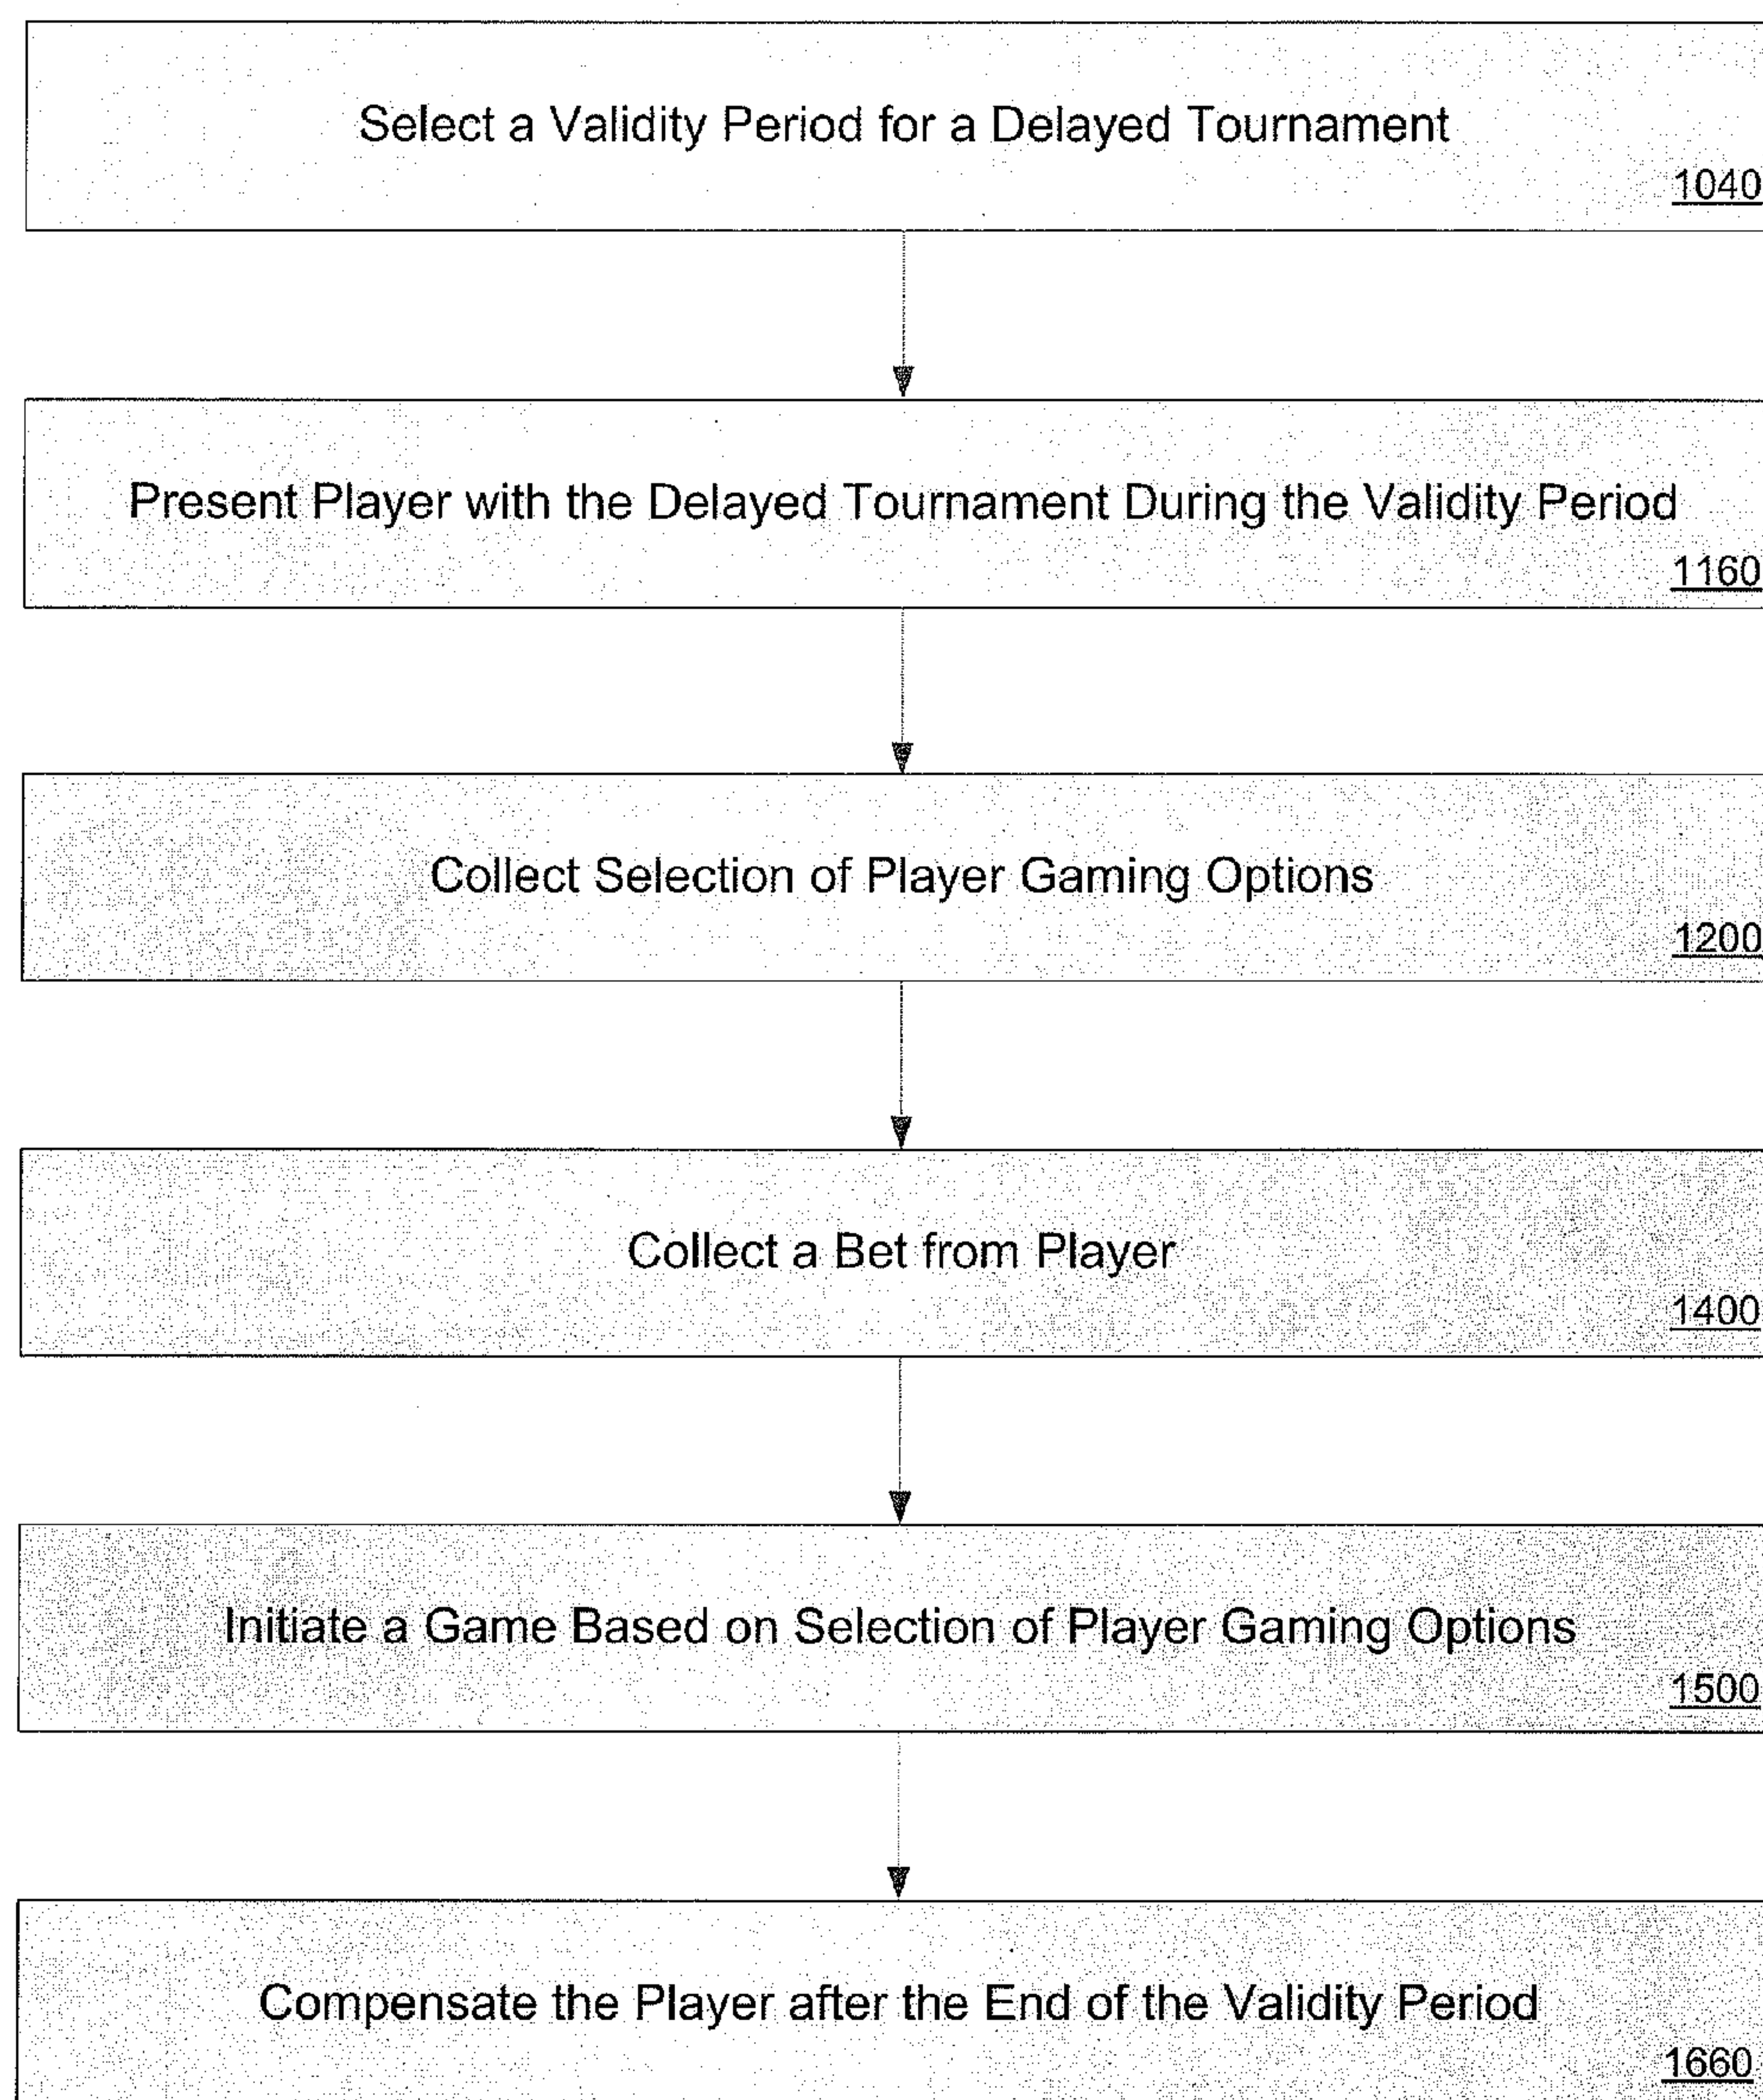 Select a Validity Period for a Delayed Tournament
1040
Present Player with the Delayed Tournament During the Validity Period
1160
Collect Selection of Player Gaming Options
1200
Collect a Bet from Player
1400
Initiate a Game Based on Selection of Player Gaming Options
1500
Compensate the Player after the End of the Validity Period
1660